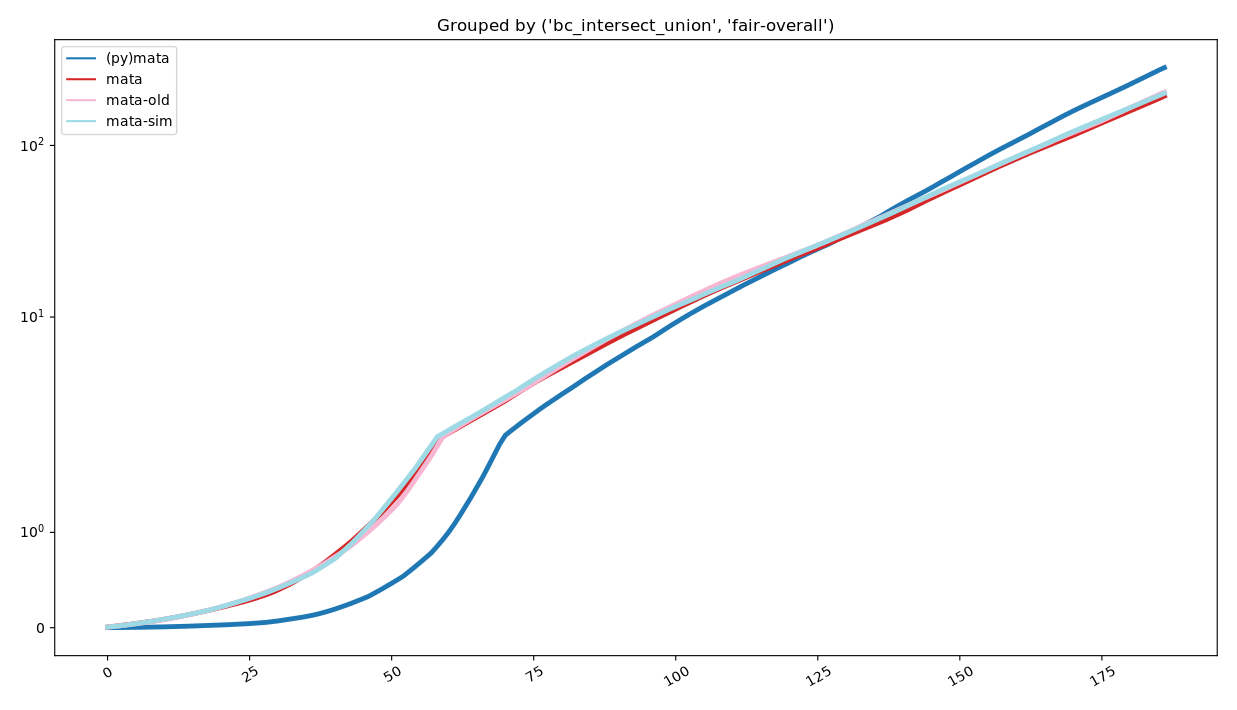 Grouped by ('bc_intersect_union', 'fair-overall')
(py)mata
mata
mata-old
mata-sim
10²
10¹
10⁰
0
0 25 50 75 100 125 150 175